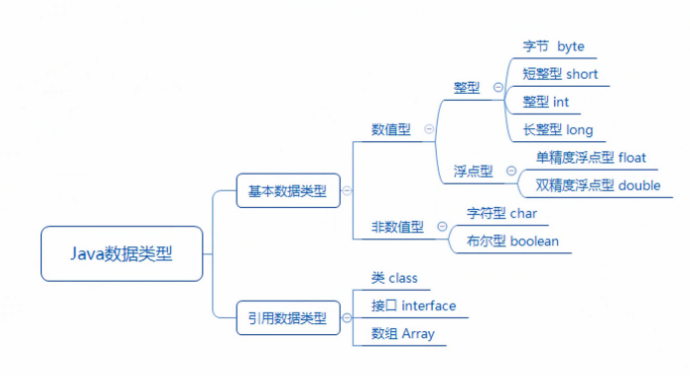 Java数据类型
基本数据类型
数值型
整型
字节 byte
短整型 short
整型 int
长整型 long
浮点型
单精度浮点型 float
双精度浮点型 double
非数值型
字符型 char
布尔型 boolean
引用数据类型
类 class
接口 interface
数组 Array